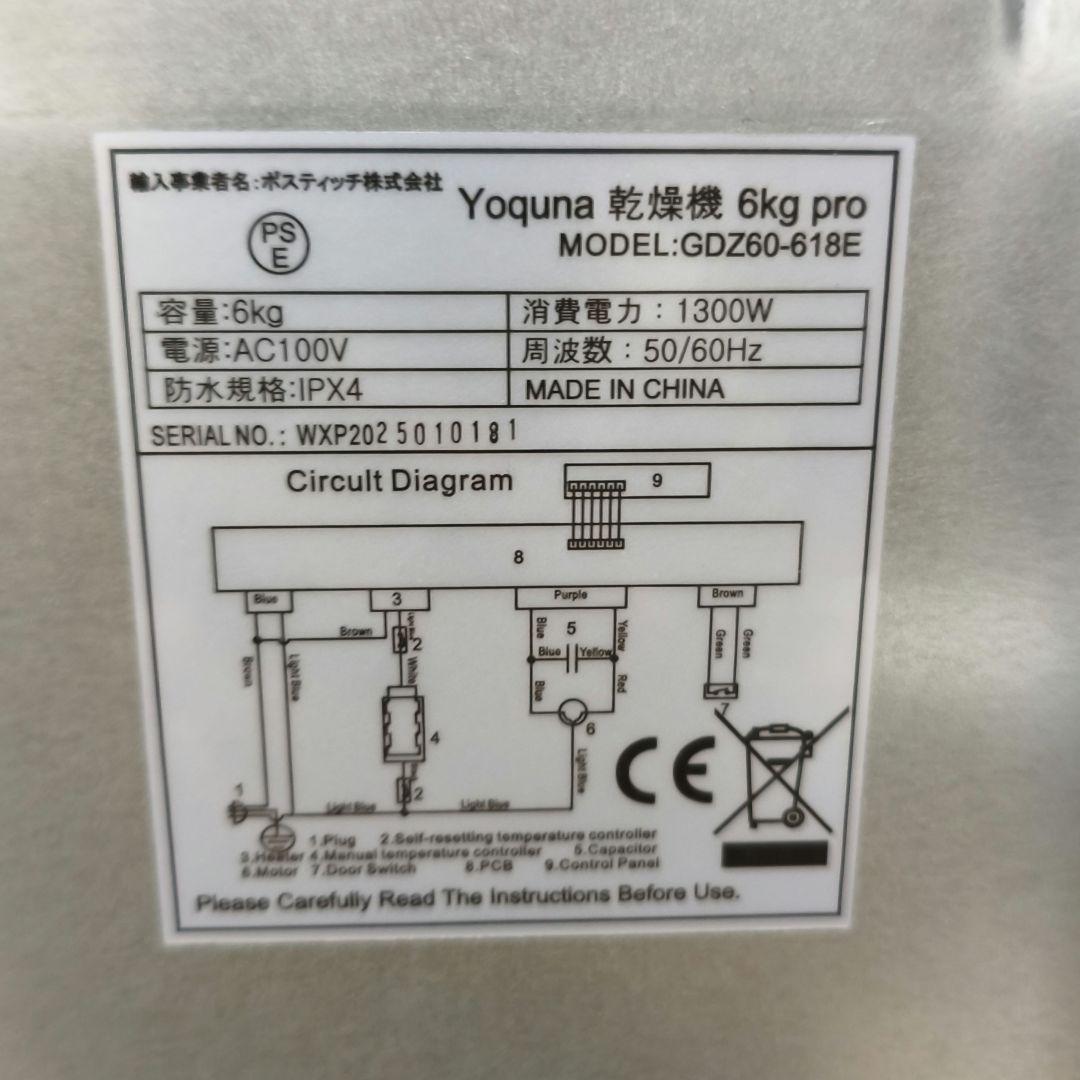 輸入事業者名:ポスティッチ株式会社
PS
E
Yoquna 乾燥機 6kg pro
MODEL:GDZ60-618E
容量:6kg
消費電力：1300W
電源:AC100V
周波数：50/60Hz
防水規格:IPX4
MADE IN CHINA
SERIAL NO.: WXP2025010181
Circult Diagram
9
8
Blue
3
Purple
Brown
Brown
2
Blue
5
Yellow
Green
Green
Blue
Yellow
Brown
Light Blue
White
Blue
Red
7
4
6
Light Blue
CE
1
2
Light Blue
Light Blue
1.Plug 2.Self-resetting temperature controller
3.Heater 4.Manual temperature controller 5.Capacitor
6.Motor 7.Door Switch 8.PCB 9.Control Panel
Please Carefully Read The Instructions Before Use.